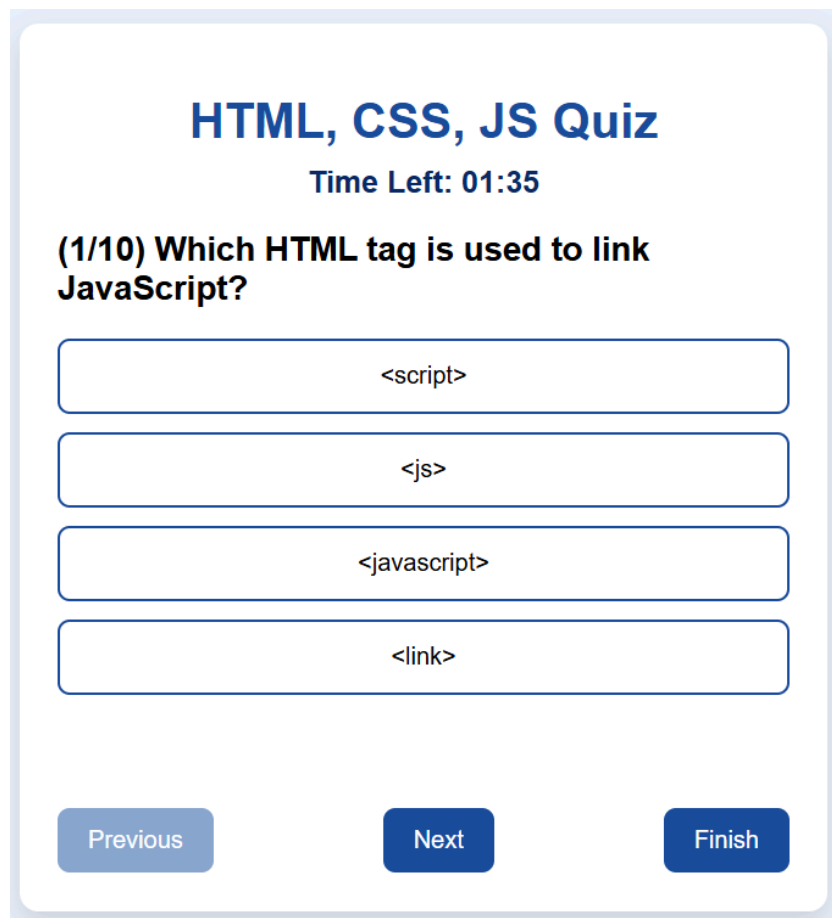 HTML, CSS, JS Quiz
Time Left: 01:35
(1/10) Which HTML tag is used to link
JavaScript?
<script>
<js>
<javascript>
<link>
Previous
Next
Finish